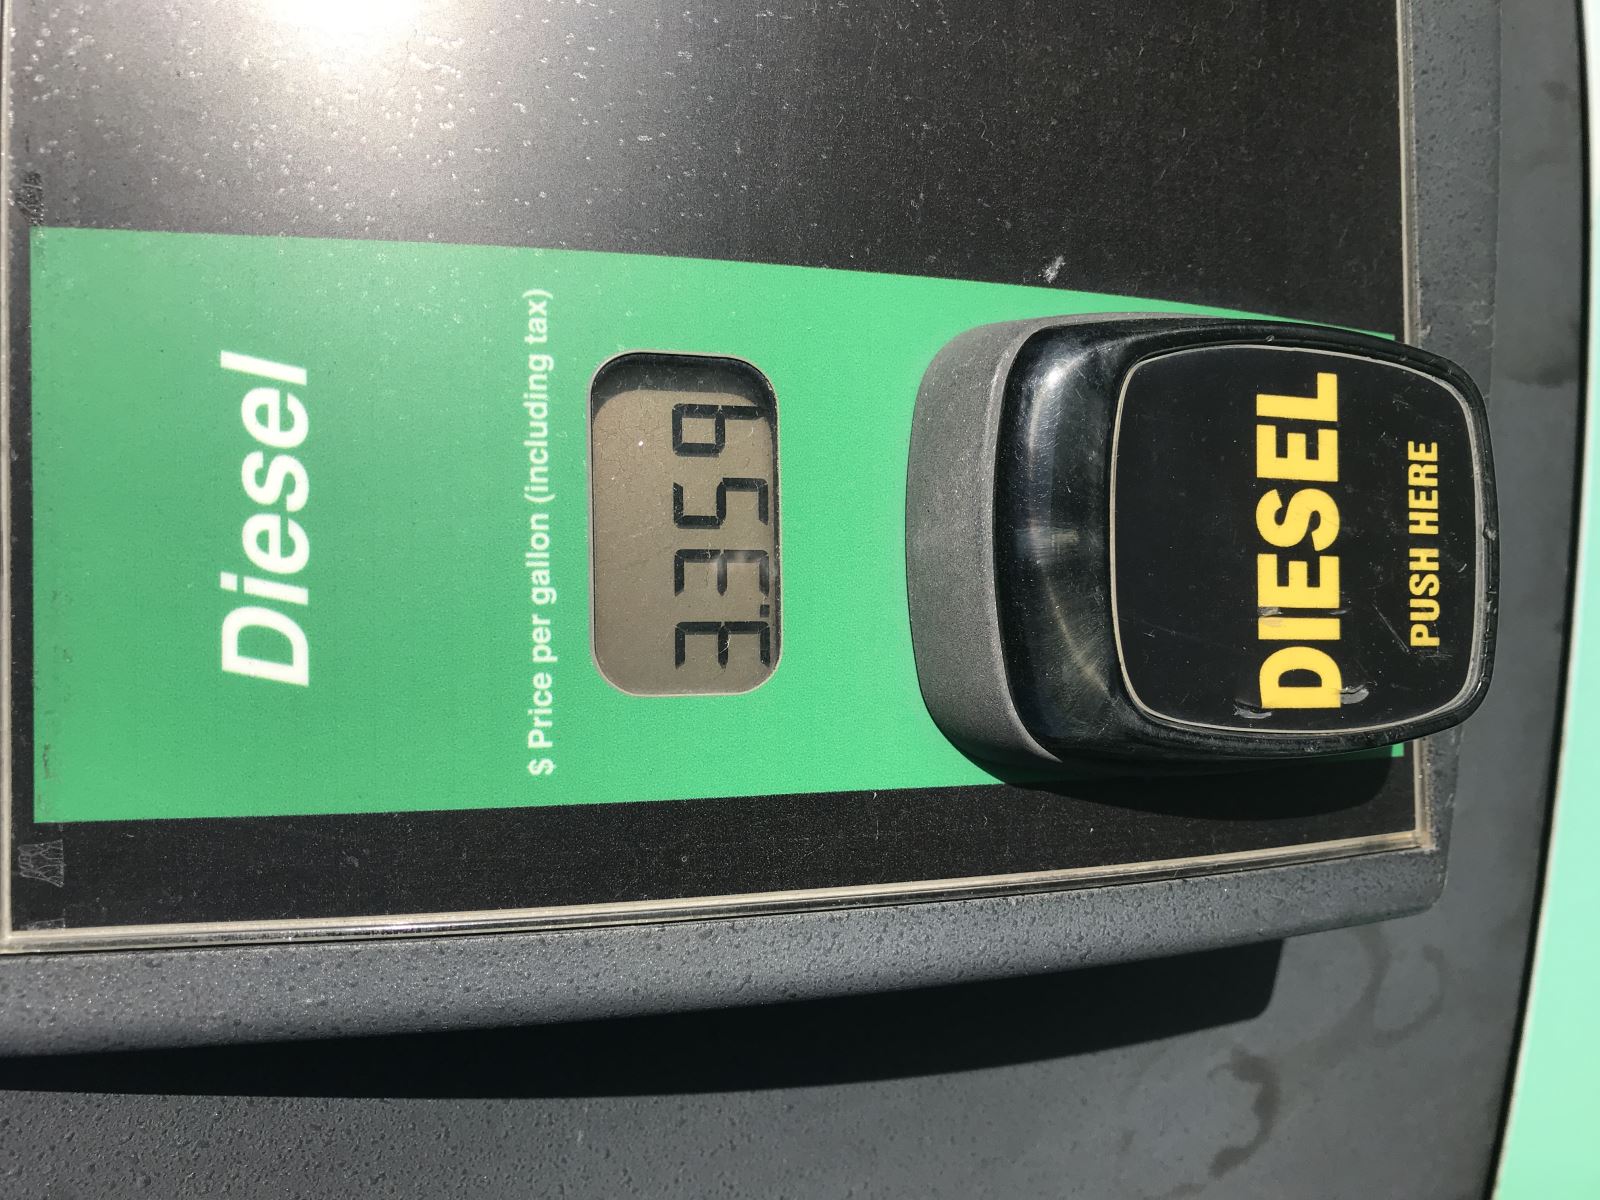 Diesel
$ Price per gallon (including tax)
3.359
DIESEL
PUSH HERE